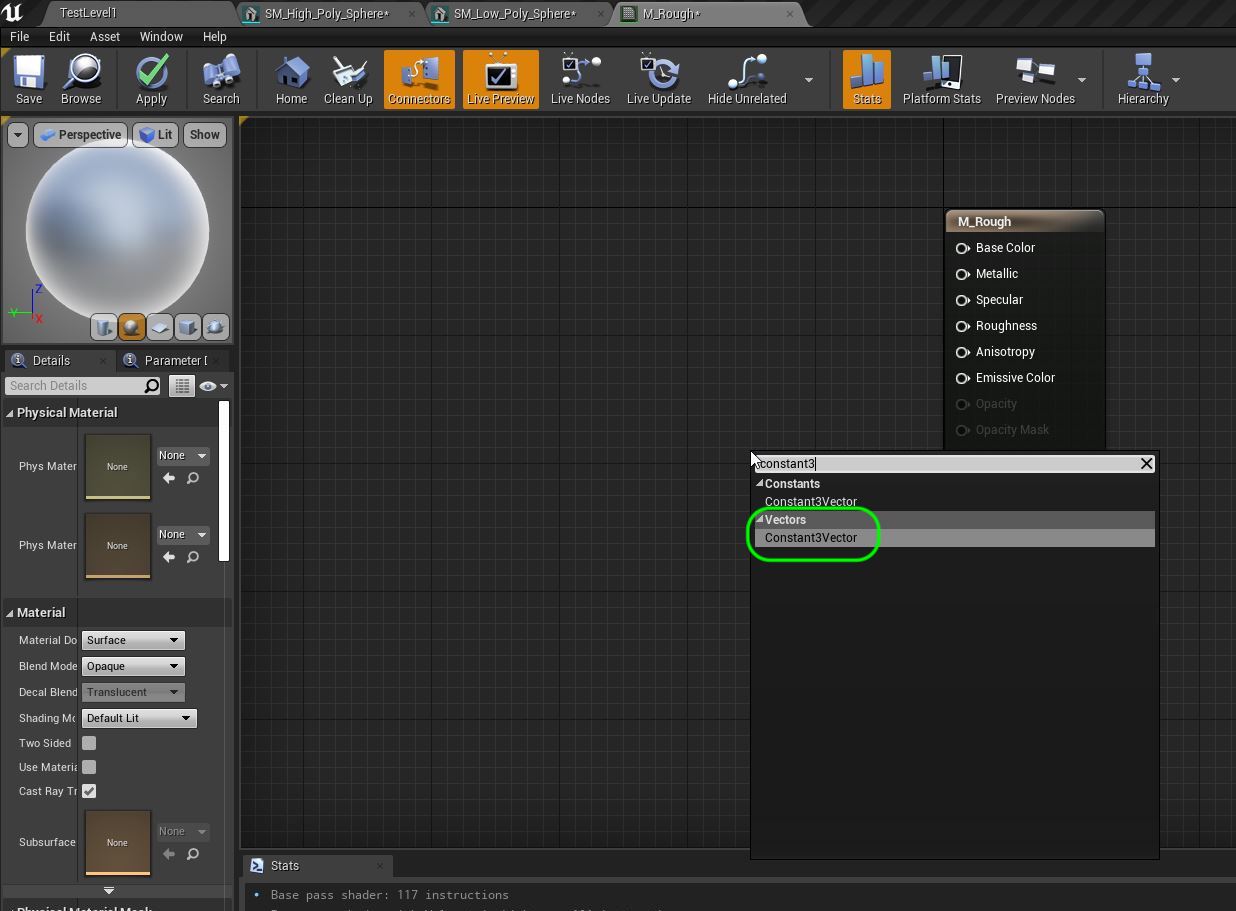 TestLevel1
SM_High_Poly_Sphere*
SM_Low_Poly_Sphere*
M_Rough*
File Edit Asset Window Help
Save Browse Apply Search Home Clean Up Connectors Live Preview Live Nodes Live Update Hide Unrelated Stats Platform Stats Preview Nodes Hierarchy
Perspective Lit Show
Z
Y
X
Details
Parameter D
Search Details
Physical Material
Phys Mater None None
Phys Mater None None
Material
Material Do Surface
Blend Mode Opaque
Decal Blend Translucent
Shading Mo Default Lit
Two Sided
Use Materia
Cast Ray Tr
Subsurface None None
M_Rough
Base Color
Metallic
Specular
Roughness
Anisotropy
Emissive Color
Opacity
Opacity Mask
constant3
Constants
Constant3Vector
Vectors
Constant3Vector
Stats
Base pass shader: 117 instructions
Physical Material Mask